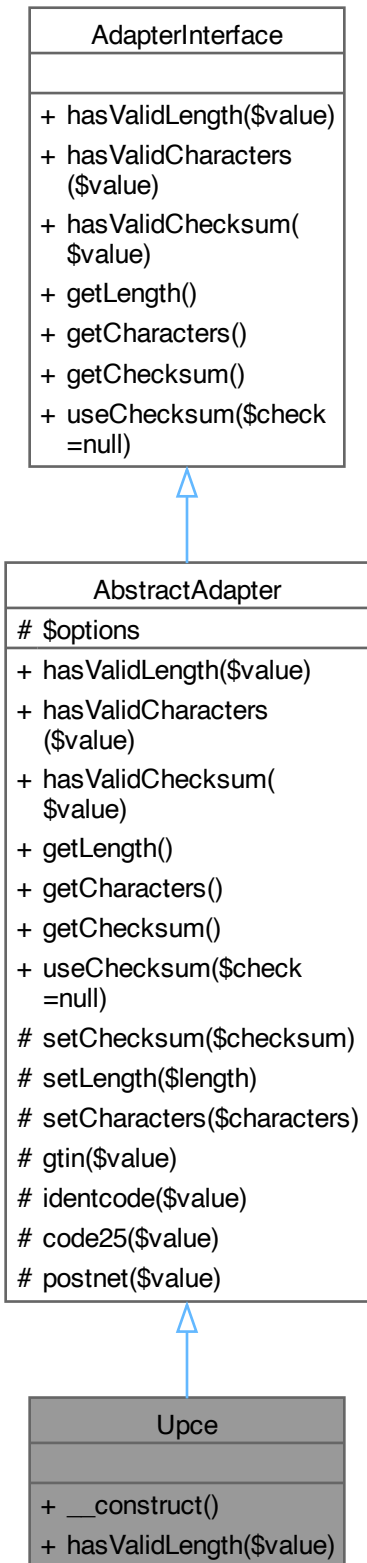 AdapterInterface
+ hasValidLength($value)
+ hasValidCharacters
($value)
+ hasValidChecksum(
$value)
+ getLength()
+ getCharacters()
+ getChecksum()
+ useChecksum($check
=null)
AbstractAdapter
# $options
+ hasValidLength($value)
+ hasValidCharacters
($value)
+ hasValidChecksum(
$value)
+ getLength()
+ getCharacters()
+ getChecksum()
+ useChecksum($check
=null)
# setChecksum($checksum)
# setLength($length)
# setCharacters($characters)
# gtin($value)
# identcode($value)
# code25($value)
# postnet($value)
Upce
+ __construct()
+ hasValidLength($value)